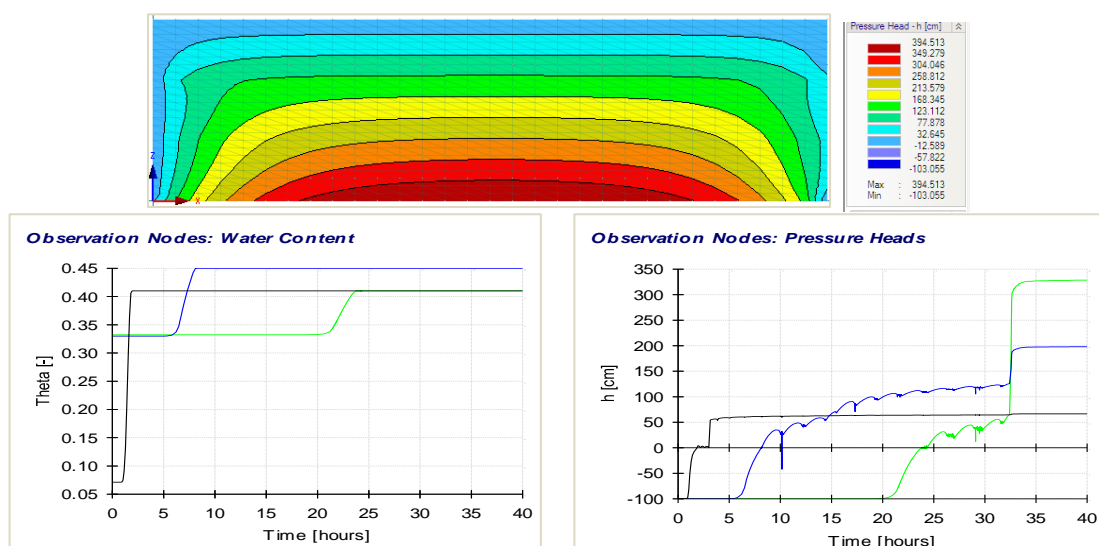 Pressure Head - h [cm]
394.513
349.279
304.046
258.812
213.579
168.345
123.112
77.878
32.645
-12.589
-57.822
-103.055
Max : 394.513
Min : -103.055
z
x
Observation Nodes: Water Content
0.45
0.40
0.35
0.30
0.25
0.20
0.15
0.10
0.05
Theta [-]
0 5 10 15 20 25 30 35 40
Time [hours]
Observation Nodes: Pressure Heads
350
300
250
200
150
100
50
0
-50
-100
h [cm]
0 5 10 15 20 25 30 35 40
Time [hours]